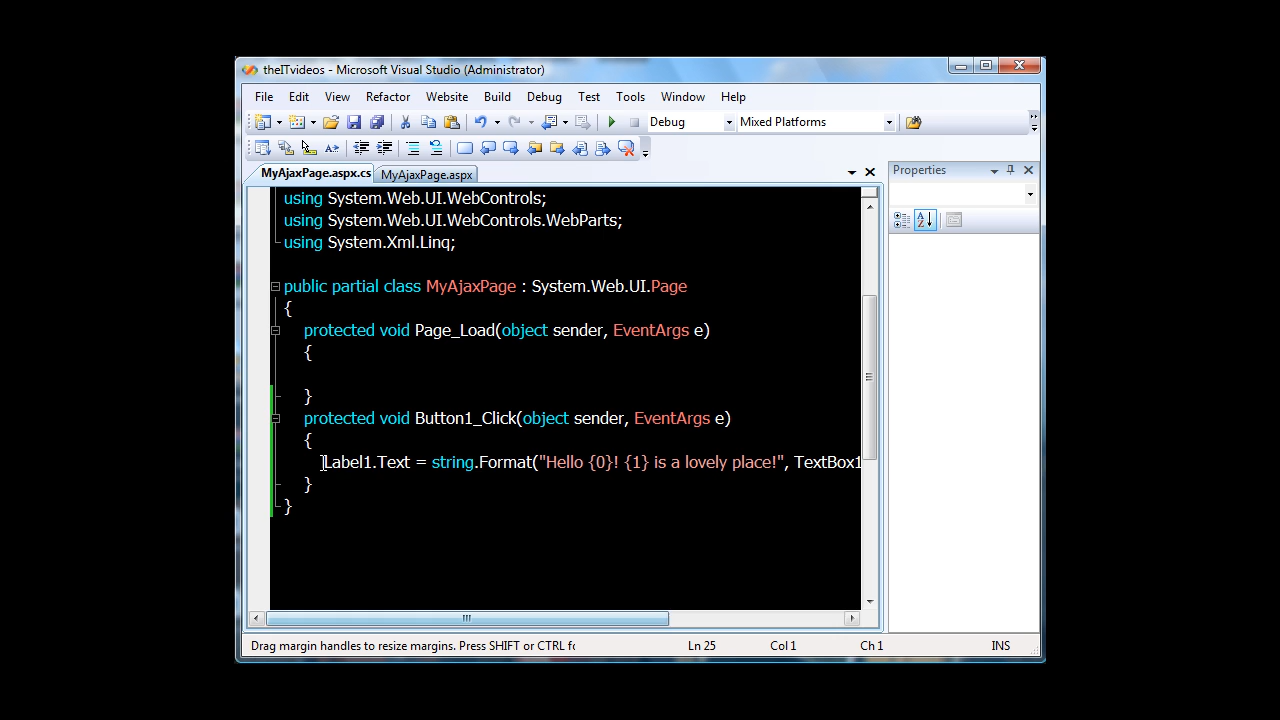 theITvideos - Microsoft Visual Studio (Administrator)
File Edit View Refactor Website Build Debug Test Tools Window Help
Debug Mixed Platforms
MyAjaxPage.aspx.cs MyAjaxPage.aspx
Properties
using System.Web.UI.WebControls;
using System.Web.UI.WebControls.WebParts;
using System.Xml.Linq;
public partial class MyAjaxPage : System.Web.UI.Page
{
protected void Page_Load(object sender, EventArgs e)
{
}
protected void Button1_Click(object sender, EventArgs e)
{
Label1.Text = string.Format("Hello {0}! {1} is a lovely place!", TextBox1
}
}
Drag margin handles to resize margins. Press SHIFT or CTRL fo
Ln 25 Col 1 Ch 1 INS